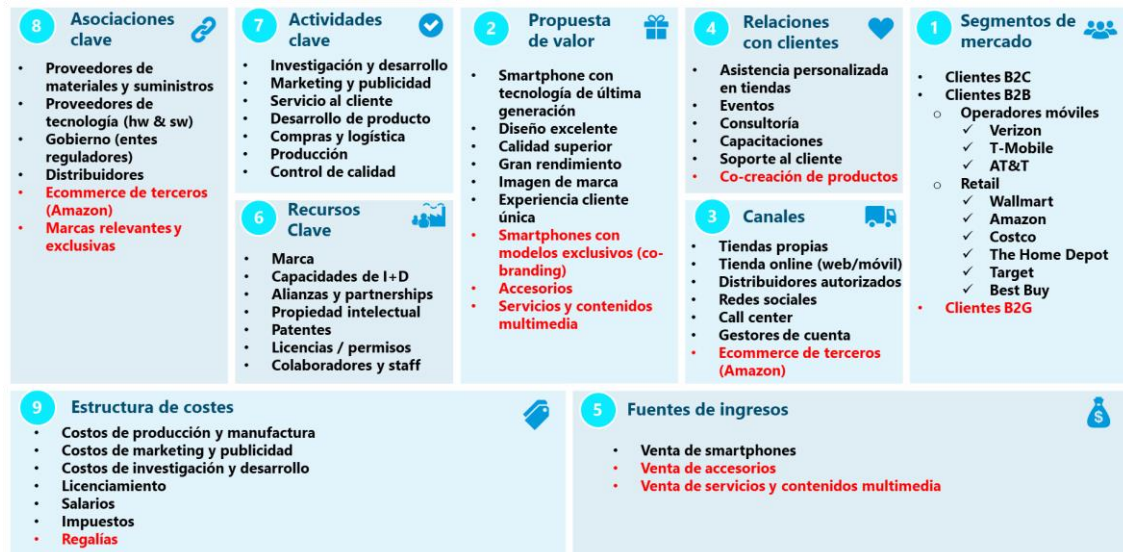 8 Asociaciones
clave
• Proveedores de
materiales y suministros
• Proveedores de
tecnología (hw & sw)
• Gobierno (entes
reguladores)
• Distribuidores
• Ecommerce de terceros
(Amazon)
• Marcas relevantes y
exclusivas
7 Actividades
clave
• Investigación y desarrollo
• Marketing y publicidad
• Servicio al cliente
• Desarrollo de producto
• Compras y logística
• Producción
• Control de calidad
6 Recursos
Clave
• Marca
• Capacidades de I+D
• Alianzas y partnerships
• Propiedad intelectual
• Patentes
• Licencias / permisos
• Colaboradores y staff
2 Propuesta
de valor
• Smartphone con
tecnología de última
generación
• Diseño excelente
• Calidad superior
• Gran rendimiento
• Imagen de marca
• Experiencia cliente
única
• Smartphones con
modelos exclusivos (co-
branding)
• Accesorios
• Servicios y contenidos
multimedia
4 Relaciones
con clientes
• Asistencia personalizada
en tiendas
• Eventos
• Consultoría
• Capacitaciones
• Soporte al cliente
• Co-creación de productos
3 Canales
• Tiendas propias
• Tienda online (web/móvil)
• Distribuidores autorizados
• Redes sociales
• Call center
• Gestores de cuenta
• Ecommerce de terceros
(Amazon)
1 Segmentos de
mercado
• Clientes B2C
• Clientes B2B
o Operadores móviles
✓ Verizon
✓ T-Mobile
✓ AT&T
o Retail
✓ Wallmart
✓ Amazon
✓ Costco
✓ The Home Depot
✓ Target
✓ Best Buy
• Clientes B2G
9 Estructura de costes
• Costos de producción y manufactura
• Costos de marketing y publicidad
• Costos de investigación y desarrollo
• Licenciamiento
• Salarios
• Impuestos
• Regalías
5 Fuentes de ingresos
$
• Venta de smartphones
• Venta de accesorios
• Venta de servicios y contenidos multimedia